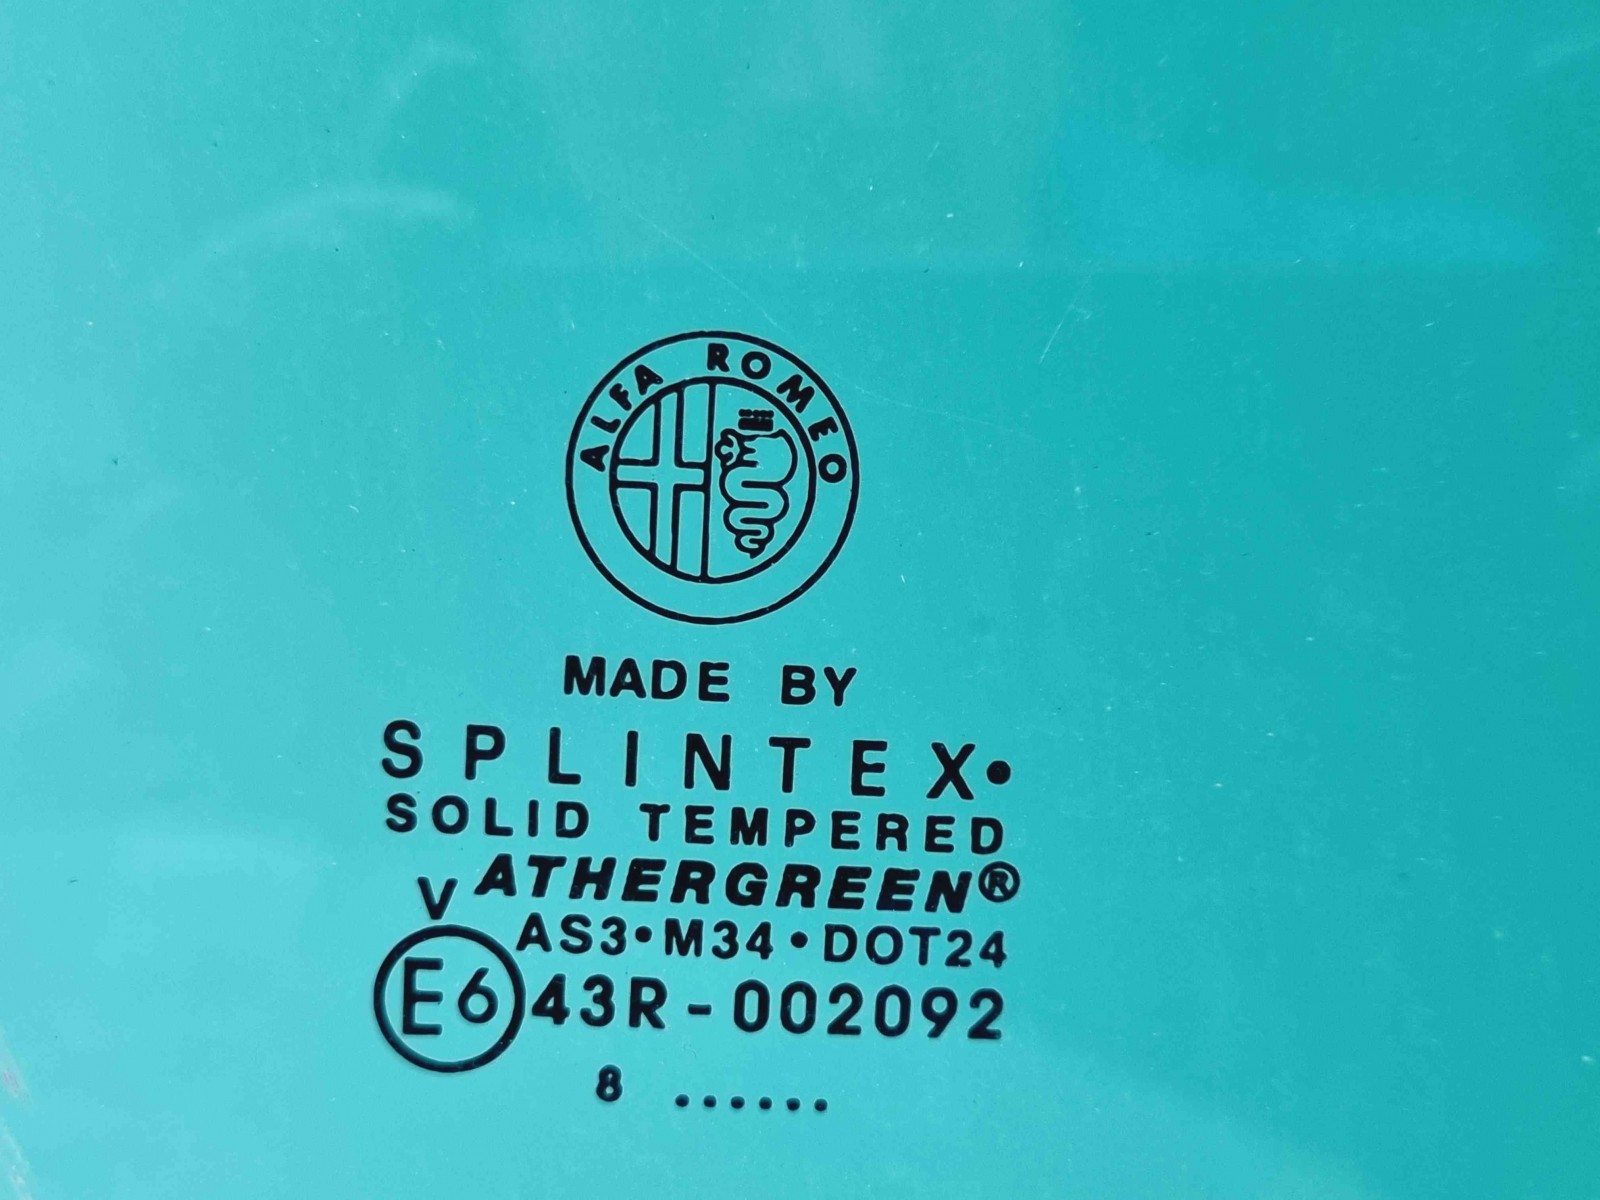 ALFA ROMEO
MADE BY
SPLINTEX•
SOLID TEMPERED
V ATHERGREEN®
AS3•M34•DOT24
E6 43R-002092
8 ......